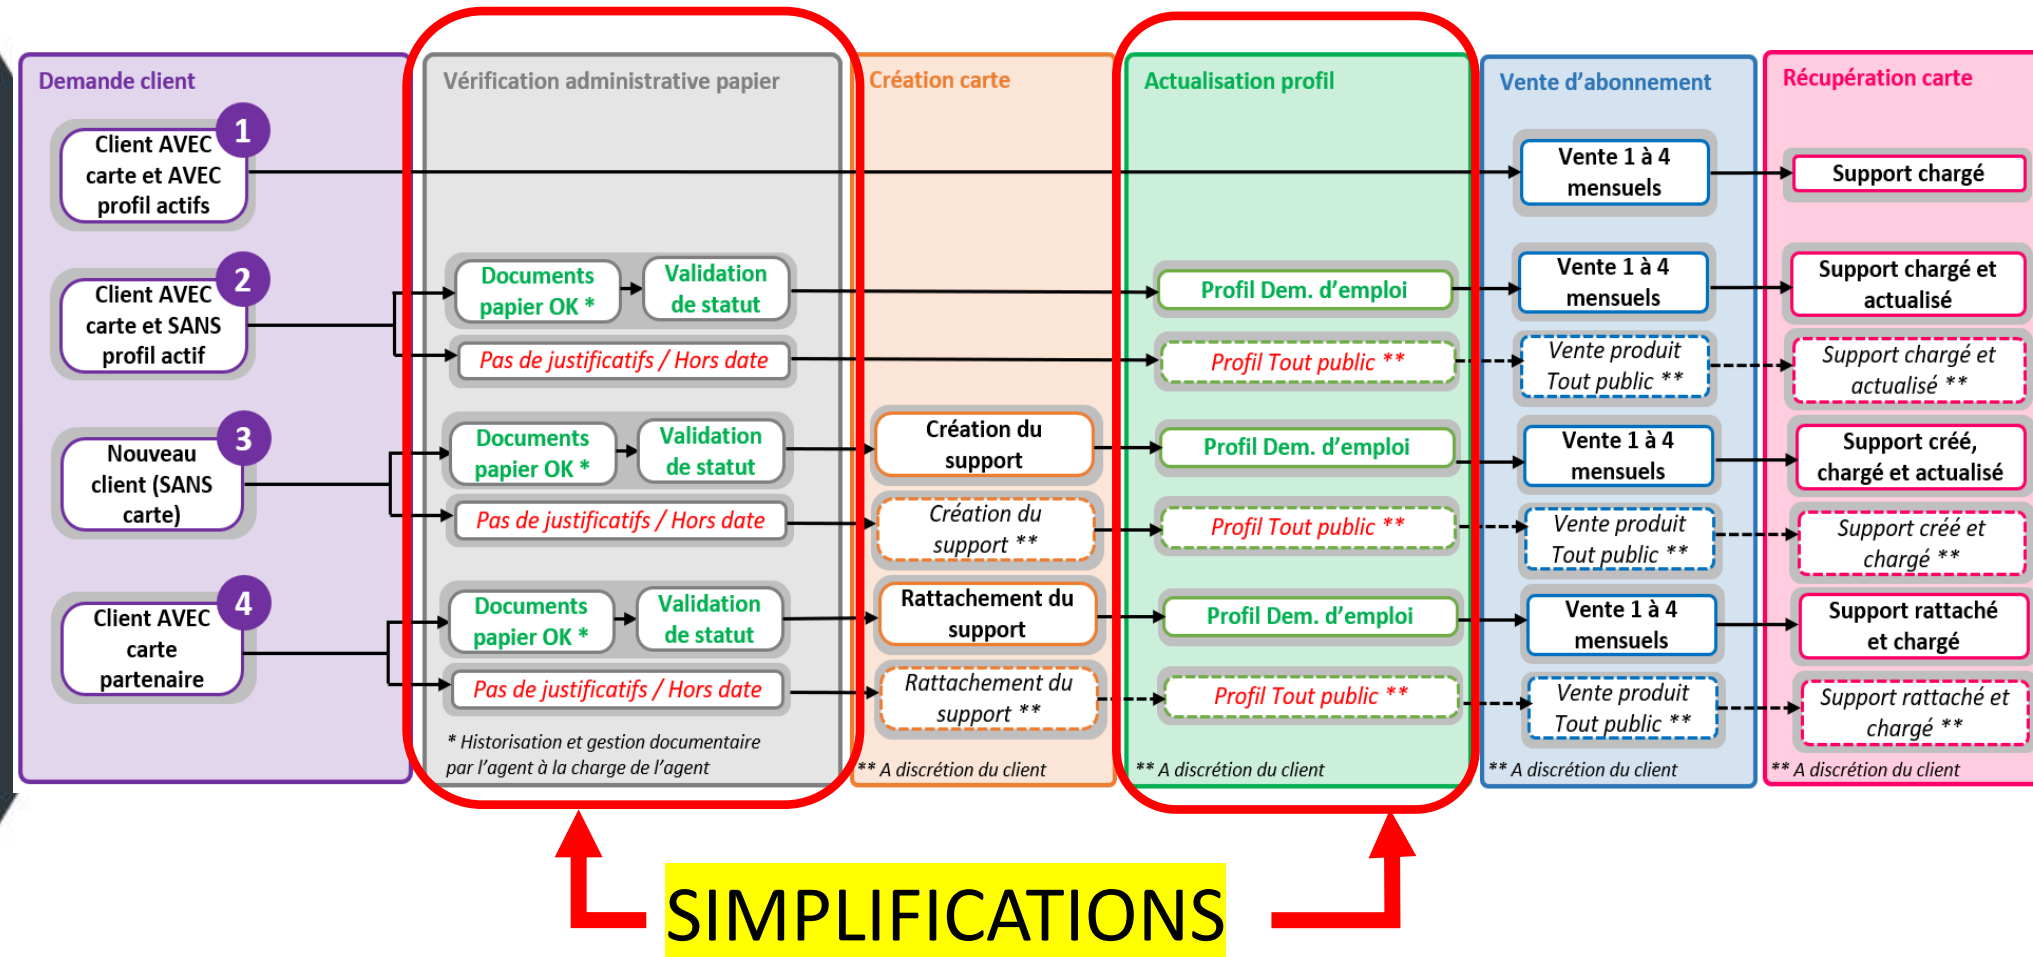 Demande client
Vérification administrative papier
Création carte
Actualisation profil
Vente d'abonnement
Récupération carte
1
Client AVEC
carte et AVEC
profil actifs
Vente 1 à 4
mensuels
Support chargé
2
Client AVEC
carte et SANS
profil actif
Documents
papier OK *
Validation
de statut
Profil Dem. d'emploi
Vente 1 à 4
mensuels
Support chargé et
actualisé
Pas de justificatifs / Hors date
Profil Tout public **
Vente produit
Tout public **
Support chargé et
actualisé **
3
Nouveau
client (SANS
carte)
Documents
papier OK *
Validation
de statut
Création du
support
Profil Dem. d'emploi
Vente 1 à 4
mensuels
Support créé,
chargé et actualisé
Pas de justificatifs / Hors date
Création du
support **
Profil Tout public **
Vente produit
Tout public **
Support créé et
chargé **
4
Client AVEC
carte
partenaire
Documents
papier OK *
Validation
de statut
Rattachement du
support
Profil Dem. d'emploi
Vente 1 à 4
mensuels
Support rattaché
et chargé
Pas de justificatifs / Hors date
Rattachement du
support **
Profil Tout public **
Vente produit
Tout public **
Support rattaché et
chargé **
* Historisation et gestion documentaire
par l'agent à la charge de l'agent
** A discrétion du client
** A discrétion du client
** A discrétion du client
** A discrétion du client
SIMPLIFICATIONS